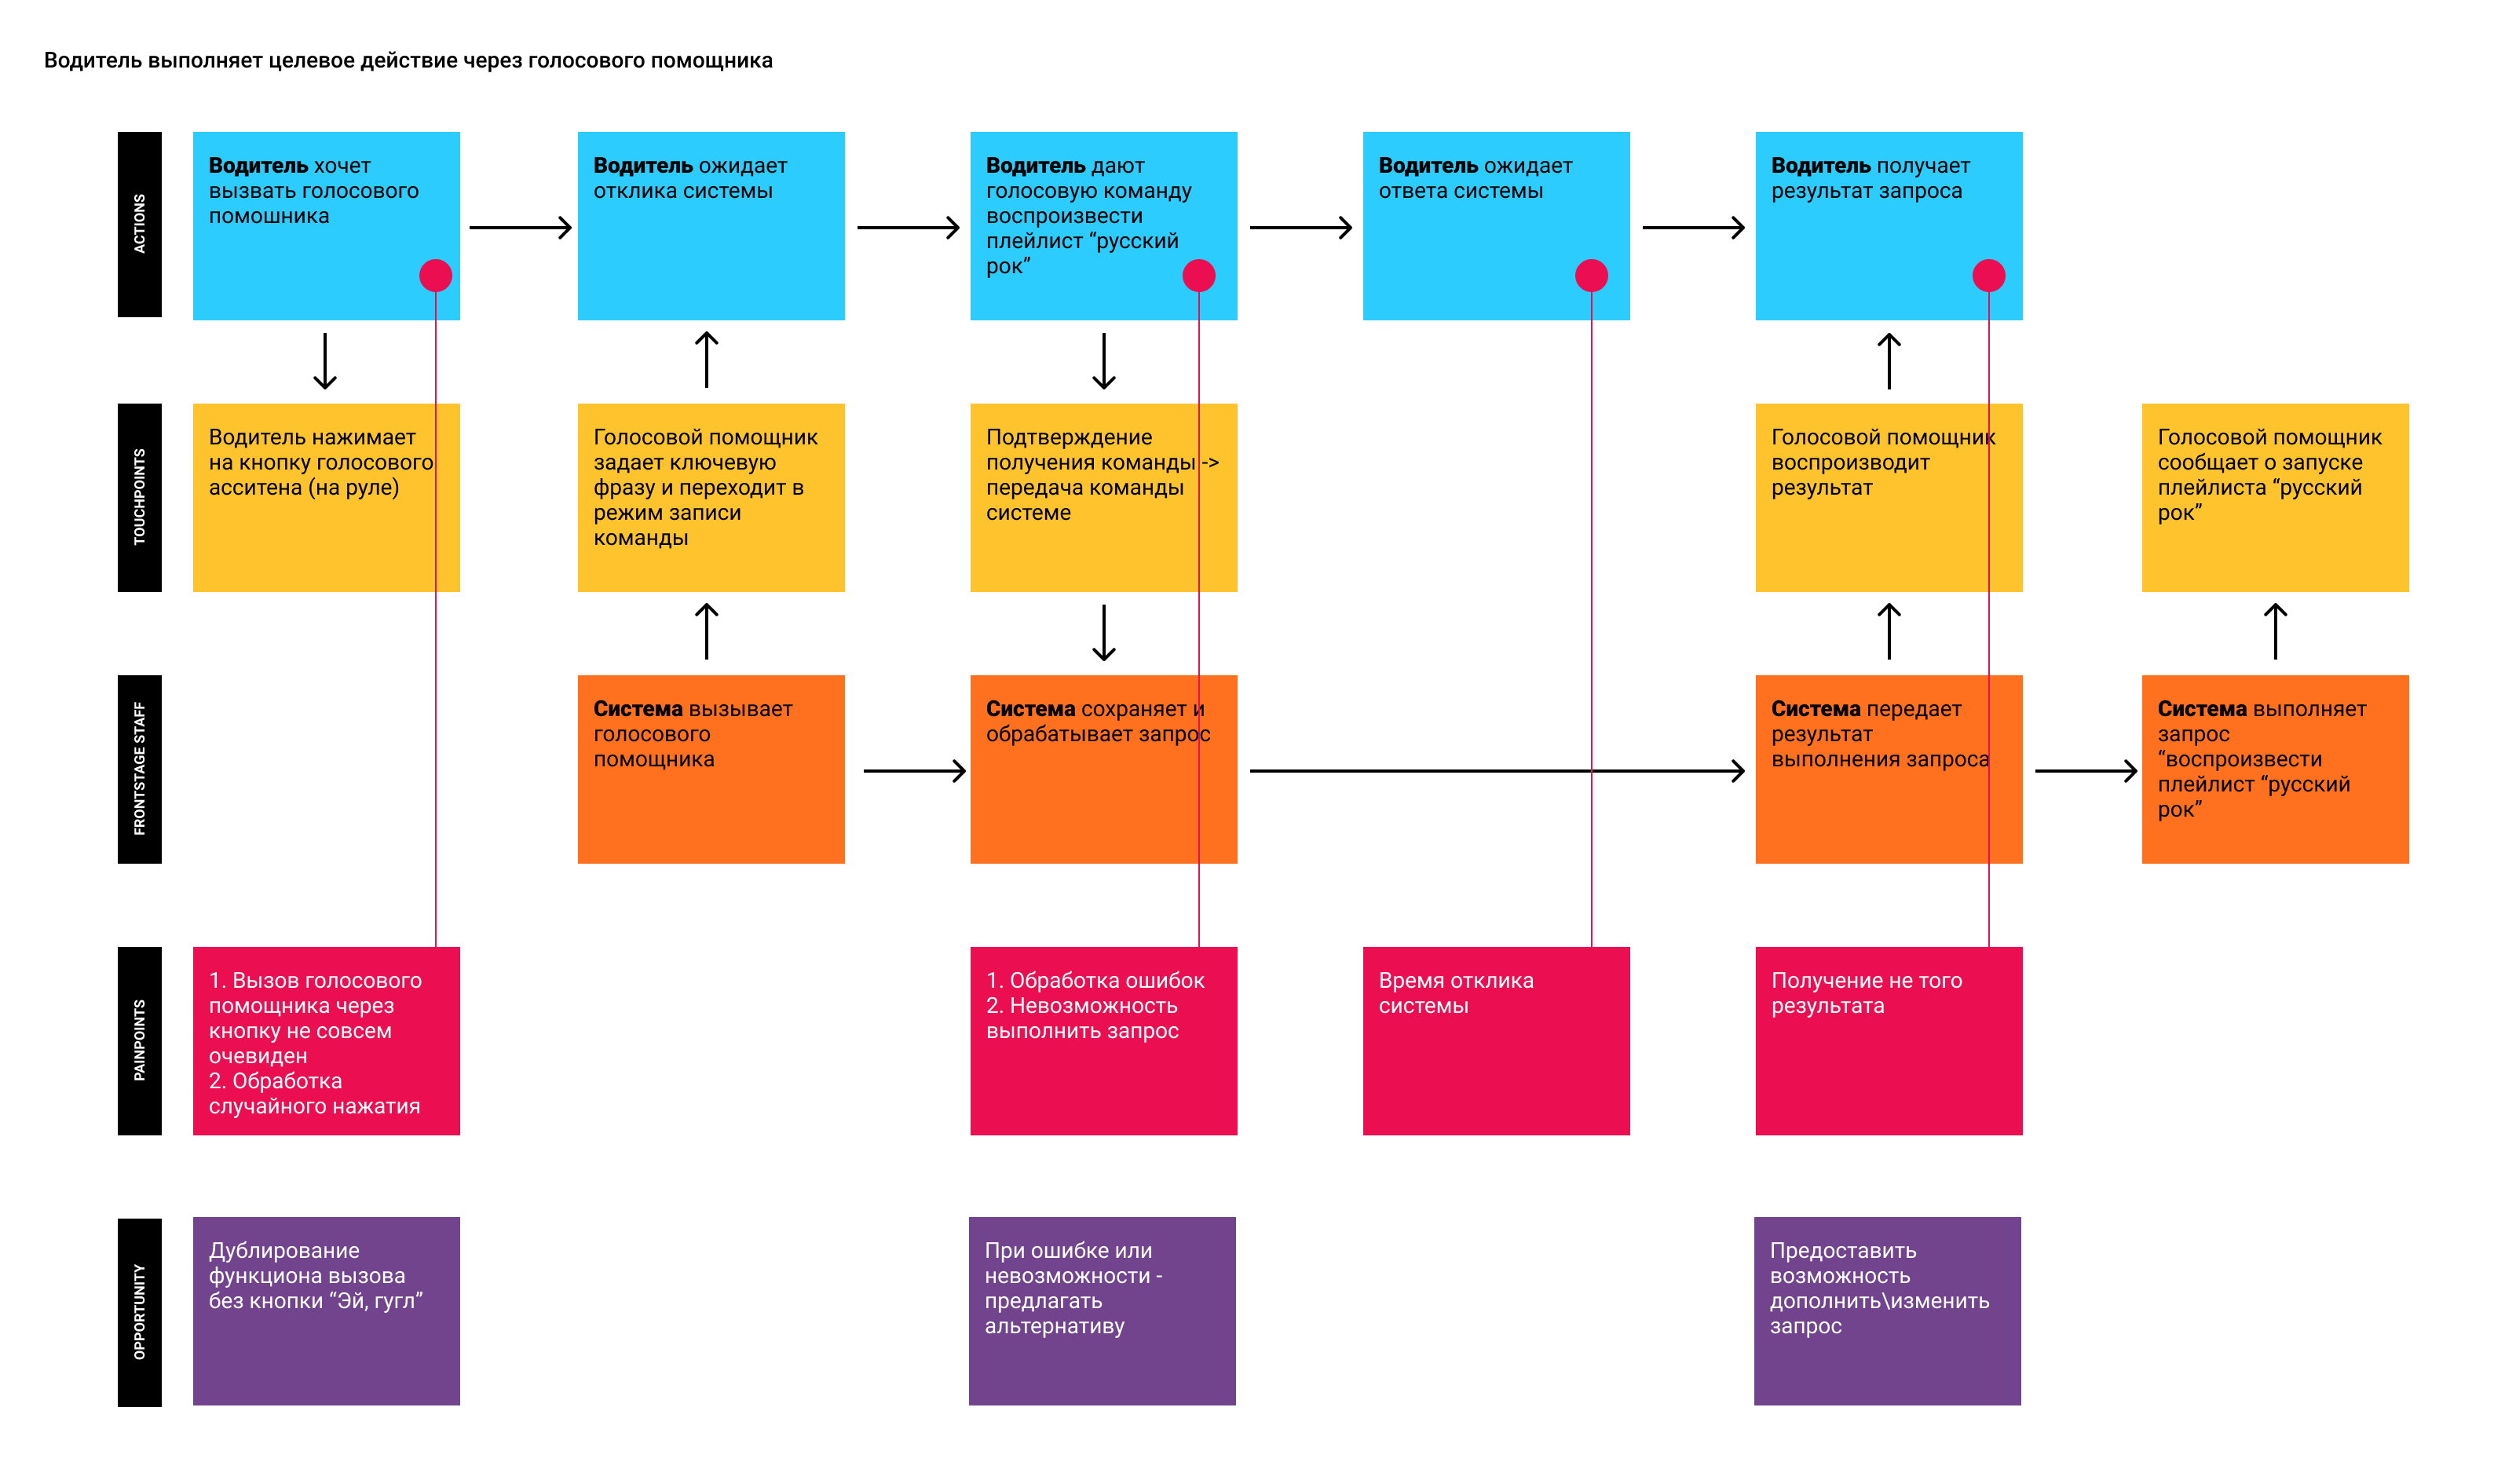 Водитель выполняет целевое действие через голосового помощника
ACTIONS
Водитель хочет
вызвать голосового
помошника
Водитель ожидает
отклика системы
Водитель дают
голосовую команду
воспроизвести
плейлист “русский
рок”
Водитель ожидает
ответа системы
Водитель получает
результат запроса
TOUCHPOINTS
Водитель нажимает
на кнопку голосового
асситена (на руле)
Голосовой помощник
задает ключевую
фразу и переходит в
режим записи
команды
Подтверждение
получения команды ->
передача команды
системе
Голосовой помощник
воспроизводит
результат
Голосовой помощник
сообщает о запуске
плейлиста “русский
рок”
FRONTSTAGE STAFF
Система вызывает
голосового
помощника
Система сохраняет и
обрабатывает запрос
Система передает
результат
выполнения запроса
Система выполняет
запрос
“воспроизвести
плейлист “русский
рок”
PAINPOINTS
1. Вызов голосового
помощника через
кнопку не совсем
очевиден
2. Обработка
случайного нажатия
1. Обработка ошибок
2. Невозможность
выполнить запрос
Время отклика
системы
Получение не того
результата
OPPORTUNITY
Дублирование
функциона вызова
без кнопки “Эй, гугл”
При ошибке или
невозможности -
предлагать
альтернативу
Предоставить
возможность
дополнить\изменить
запрос